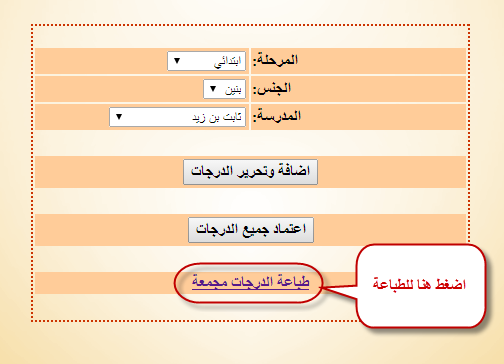 المرحلة: ابتدائي
الجنس: بنين
المدرسة: ثابت بن زيد
اضافة وتحرير الدرجات
اعتماد جميع الدرجات
طباعة الدرجات مجمعة
اضغط هنا للطباعة